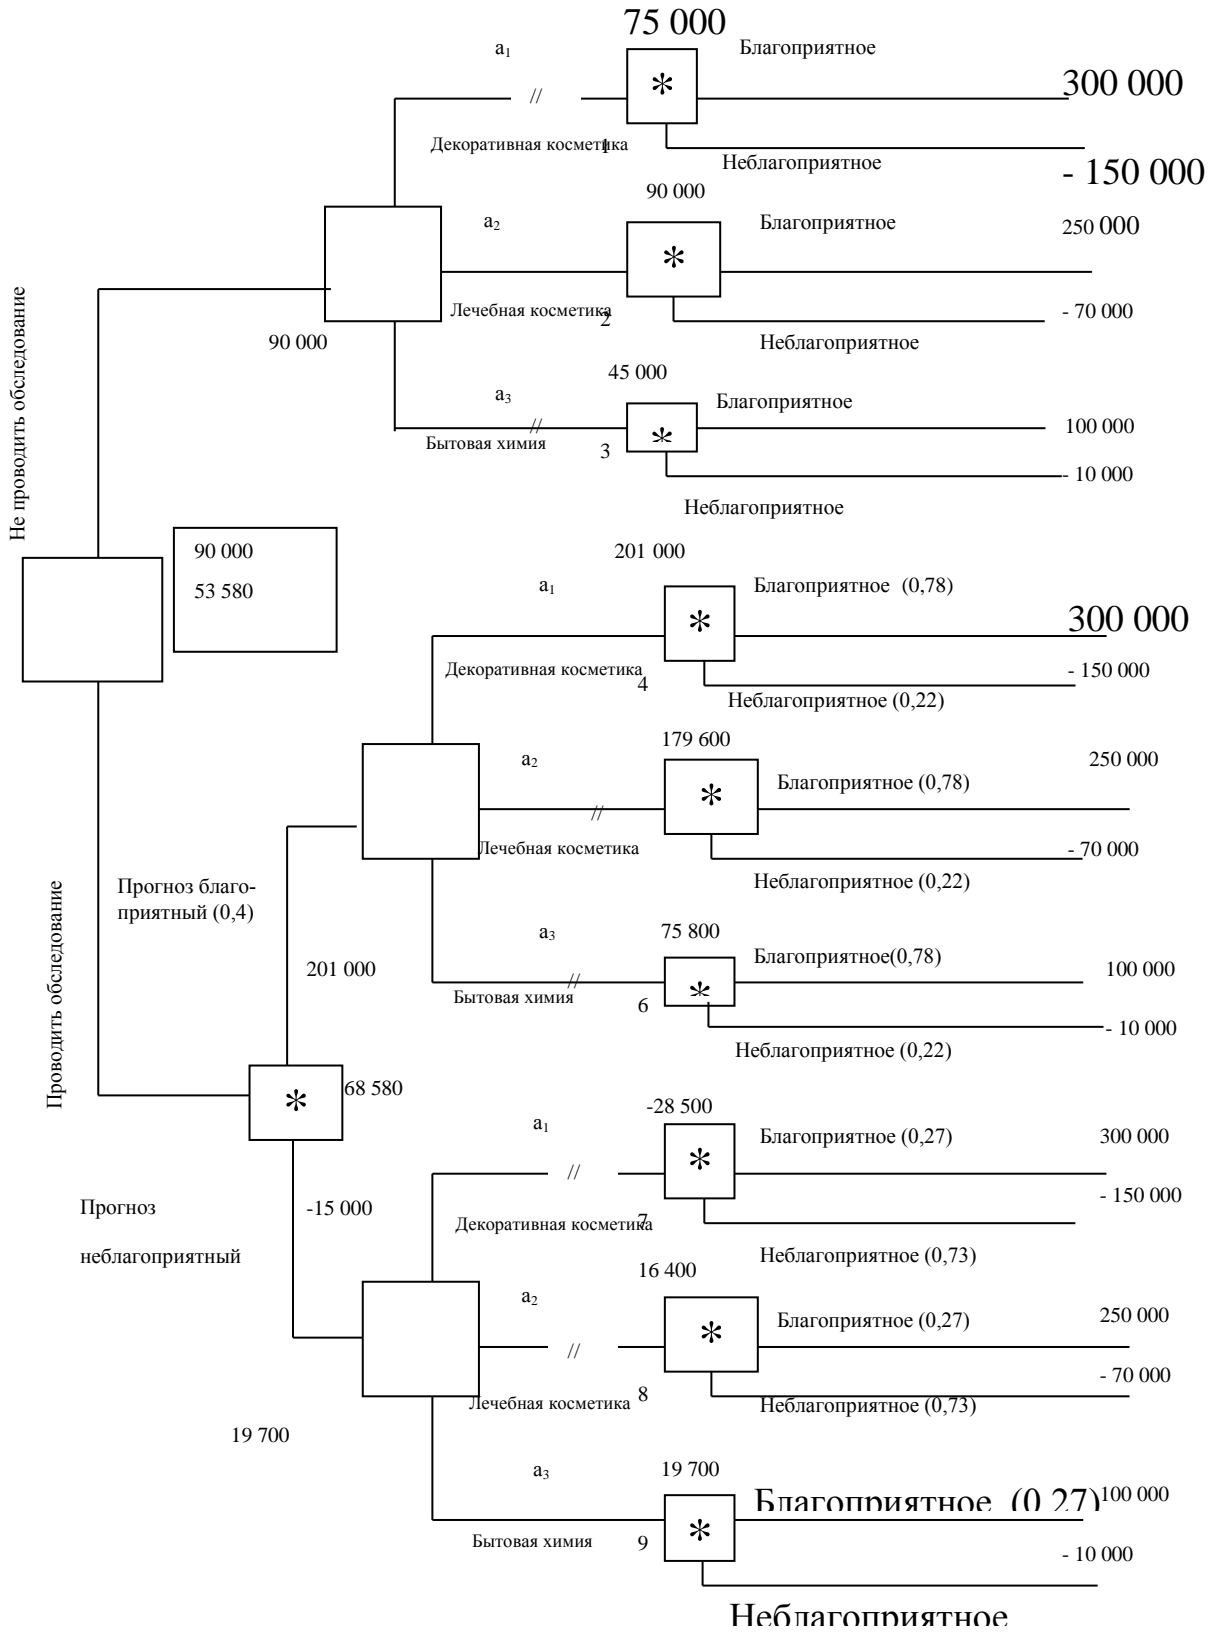 75 000
a1
Благоприятное
*
300 000
//
Декоративная косметика
1
Неблагоприятное
- 150 000
90 000
a2
Благоприятное
250 000
*
Лечебная косметика
2
- 70 000
90 000
Неблагоприятное
45 000
a3
Благоприятное
//
*
100 000
Бытовая химия
3
- 10 000
Неблагоприятное
Не проводить обследование
90 000
53 580
201 000
a1
Благоприятное (0,78)
*
300 000
Декоративная косметика
4
- 150 000
Неблагоприятное (0,22)
179 600
a2
250 000
Благоприятное (0,78)
*
//
Лечебная косметика
- 70 000
Неблагоприятное (0,22)
Прогноз благо-
приятный (0,4)
Проводить обследование
a3
75 800
Благоприятное(0,78)
201 000
100 000
//
*
Бытовая химия
6
- 10 000
Неблагоприятное (0,22)
*
68 580
-28 500
a1
Благоприятное (0,27)
300 000
*
//
Прогноз
-15 000
- 150 000
Декоративная косметика
7
неблагоприятный
Неблагоприятное (0,73)
16 400
a2
Благоприятное (0,27)
250 000
*
//
- 70 000
Лечебная косметика
8
Неблагоприятное (0,73)
19 700
a3
19 700
Благоприятное (0,27)
100 000
*
Бытовая химия
9
- 10 000
Неблагоприятное